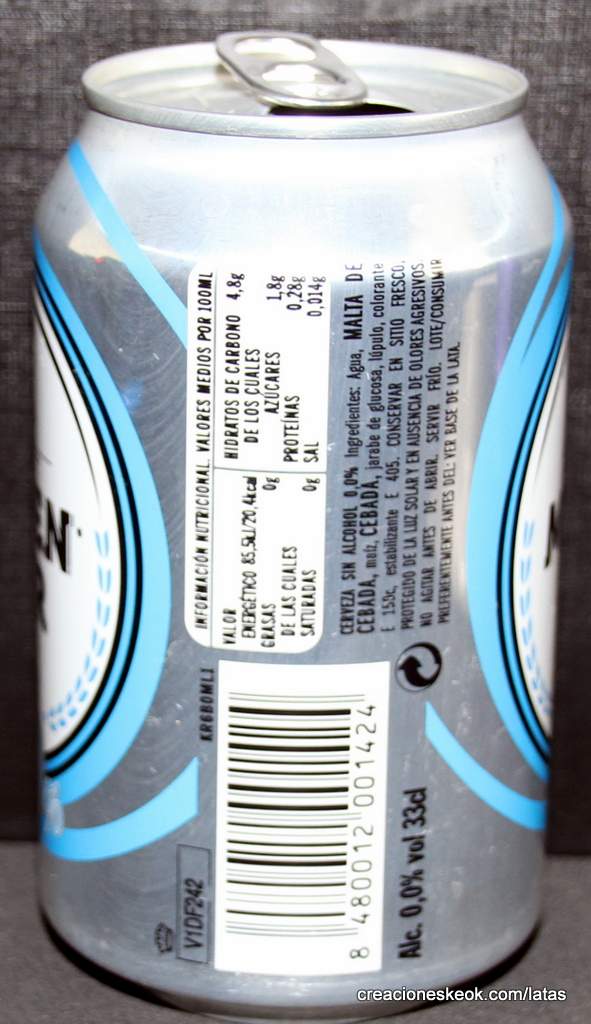 INFORMACIÓN NUTRICIONAL. VALORES MEDIOS POR 100ML
VALOR
ENERGÉTICO 85,5kJ/20,4kcal
GRASAS 0g
DE LAS CUALES
SATURADAS 0g
HIDRATOS DE CARBONO 4,8g
DE LOS CUALES
AZÚCARES 1,8g
PROTEÍNAS 0,28g
SAL 0,014g
CERVEZA SIN ALCOHOL 0,0% Ingredientes: Agua, MALTA DE
CEBADA, maíz, CEBADA, jarabe de glucosa, lúpulo, colorante
E 150c, estabilizante E 405. CONSERVAR EN SITIO FRESCO,
PROTEGIDO DE LA LUZ SOLAR Y EN AUSENCIA DE OLORES AGRESIVOS.
NO AGITAR ANTES DE ABRIR. SERVIR FRÍO. LOTE/CONSUMIR
PREFERENTEMENTE ANTES DEL: VER BASE DE LA LATA.
KR6B0ML1
8 480012 001424
V1DF242
Alc. 0,0% vol 33cl
EN
creacioneskeok.com/latas